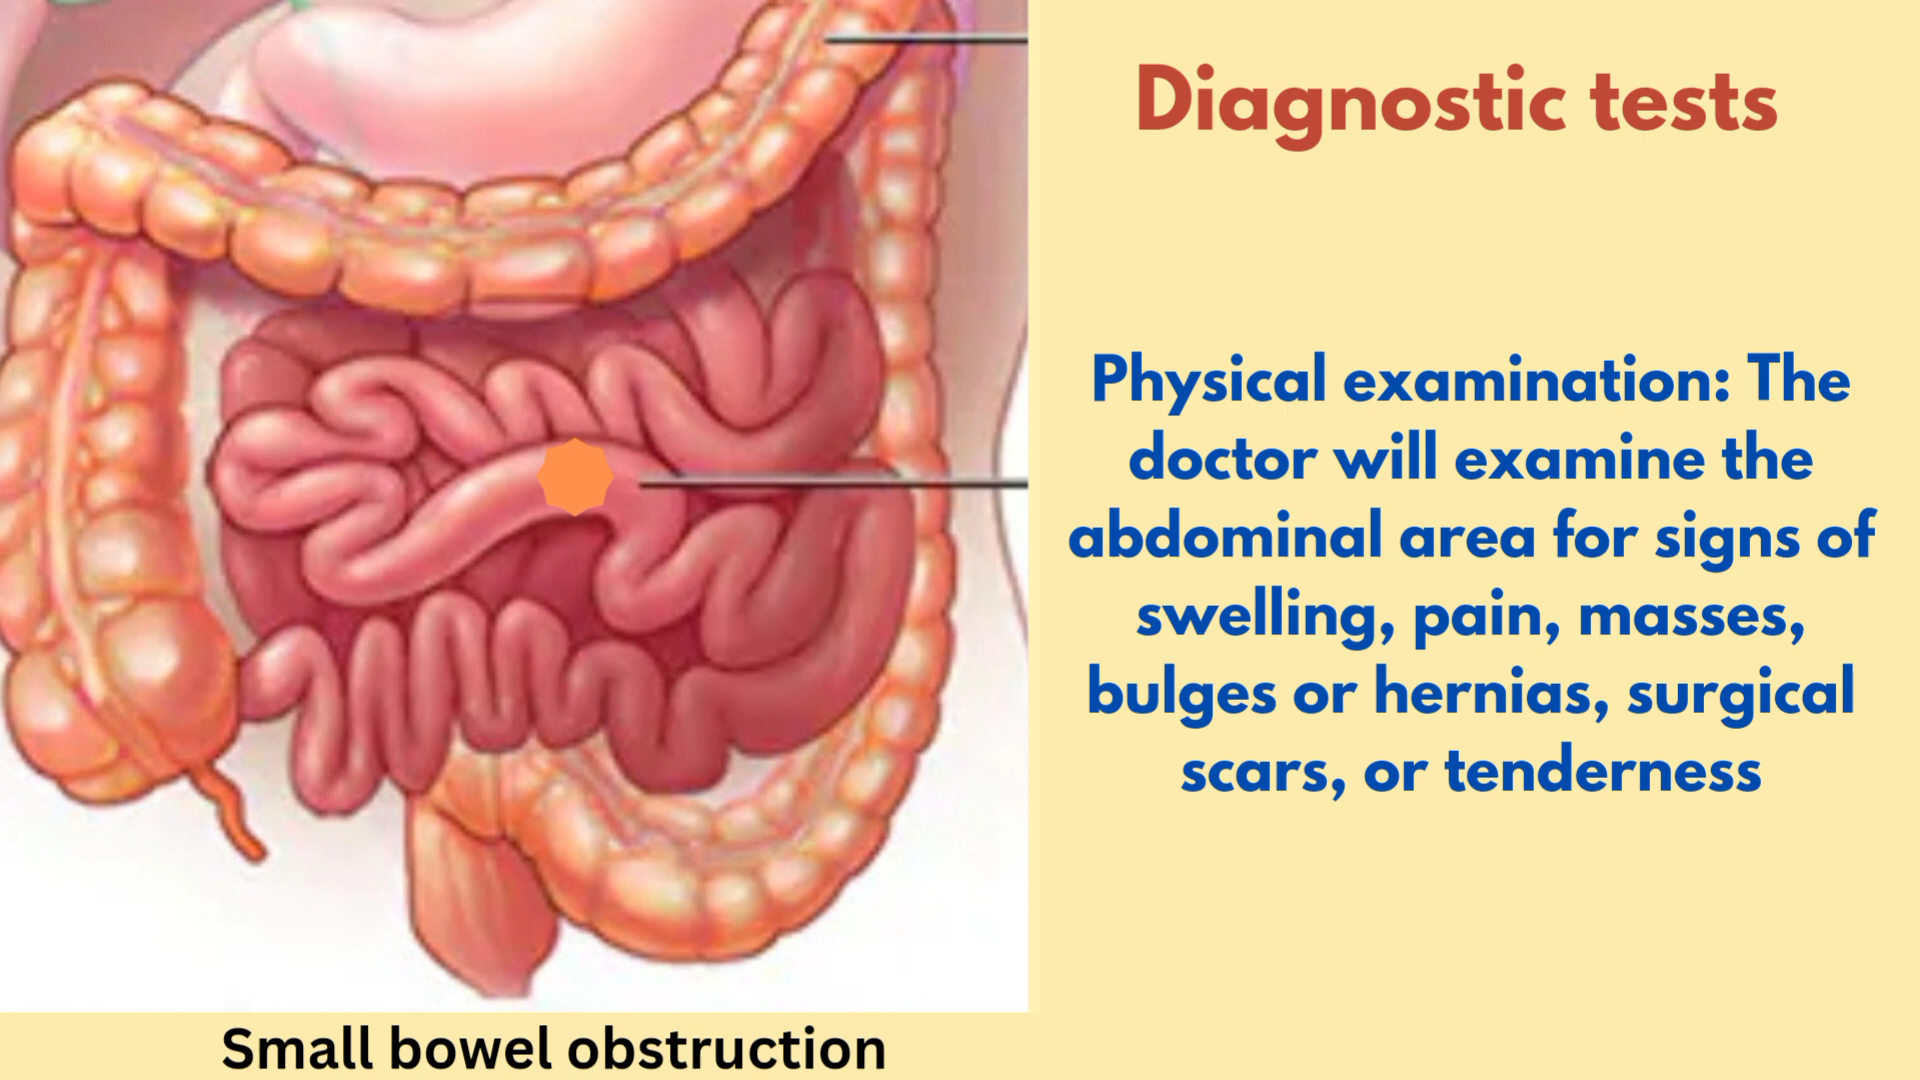 Diagnostic tests
Physical examination: The
doctor will examine the
abdominal area for signs of
swelling, pain, masses,
bulges or hernias, surgical
scars, or tenderness
Small bowel obstruction